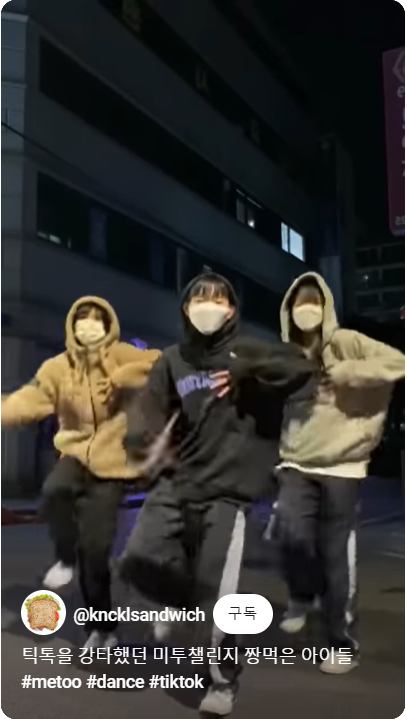 @kncklsandwich 구독
틱톡을 강타했던 미투챌린지 짱먹은 아이들
#metoo #dance #tiktok